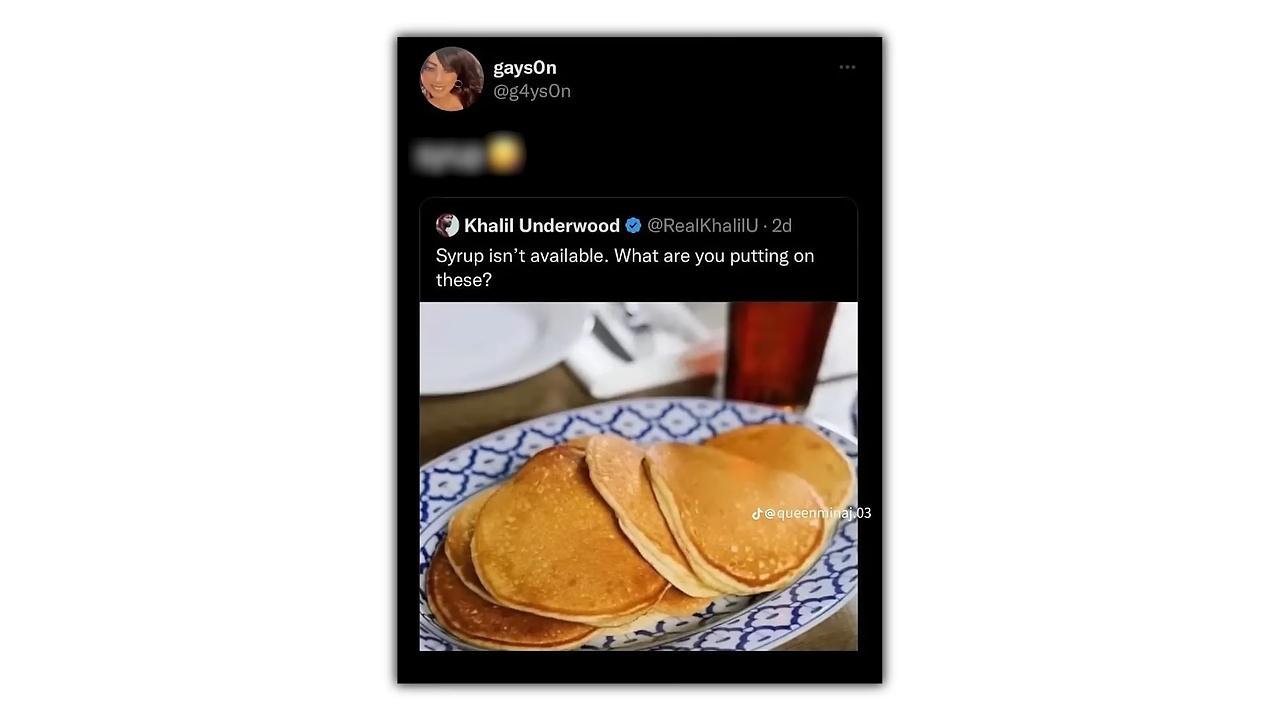 gays0n
@g4ys0n
Khalil Underwood @RealKhalilU · 2d
Syrup isn’t available. What are you putting on
these?
@queenminaj.03